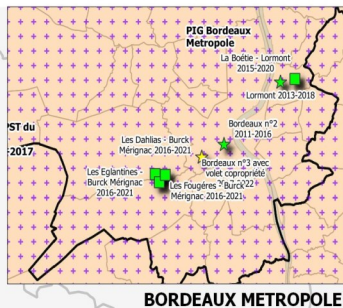 PIG Bordeaux
Metropole
La Boétie - Lormont
2015-2020
Lormont 2013-2018
Bordeaux n°2
2011-2016
PST du
-2017
Les Dahlias - Burck
Mérignac 2016-2021
Bordeaux n°3 avec
volet copropriété
22
Les Eglantines -
Burck Mérignac
2016-2021
Les Fougères - Burck
Mérignac 2016-2021
BORDEAUX METROPOLE